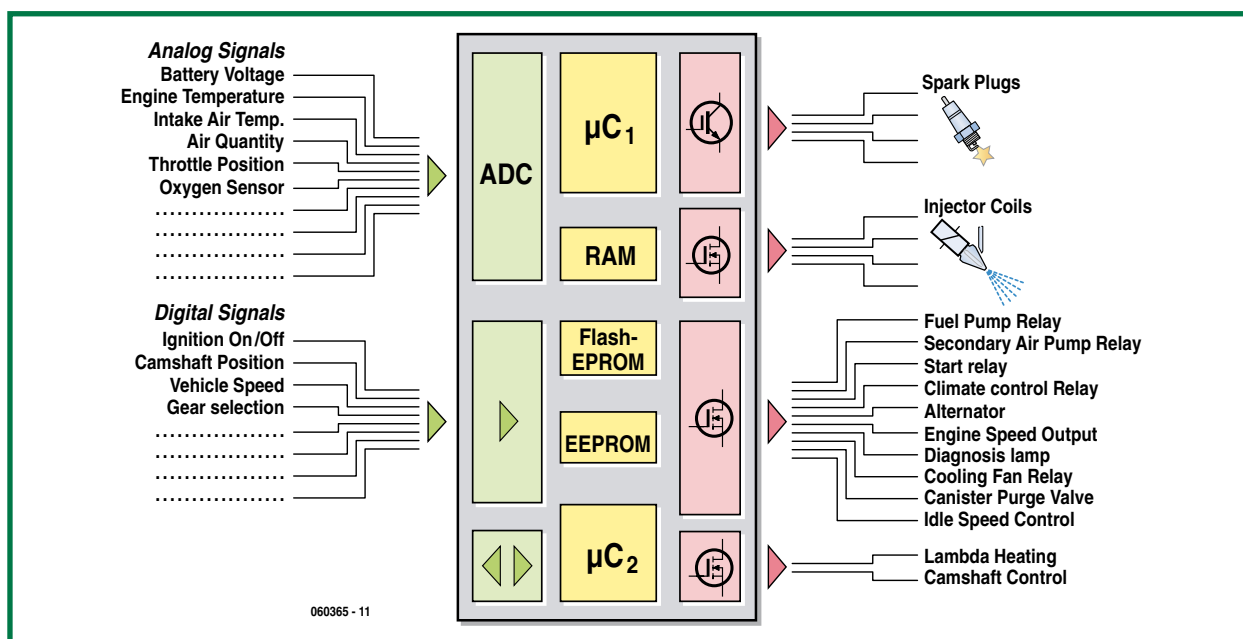 Analog Signals
Battery Voltage
Engine Temperature
Intake Air Temp.
Air Quantity
Throttle Position
Oxygen Sensor
..................
..................
..................
..................
Digital Signals
Ignition On/Off
Camshaft Position
Vehicle Speed
Gear selection
..................
..................
..................
..................
060365 - 11
ADC
µC1
RAM
Flash-
EPROM
EEPROM
µC2
Spark Plugs
Injector Coils
Fuel Pump Relay
Secondary Air Pump Relay
Start relay
Climate control Relay
Alternator
Engine Speed Output
Diagnosis lamp
Cooling Fan Relay
Canister Purge Valve
Idle Speed Control
Lambda Heating
Camshaft Control